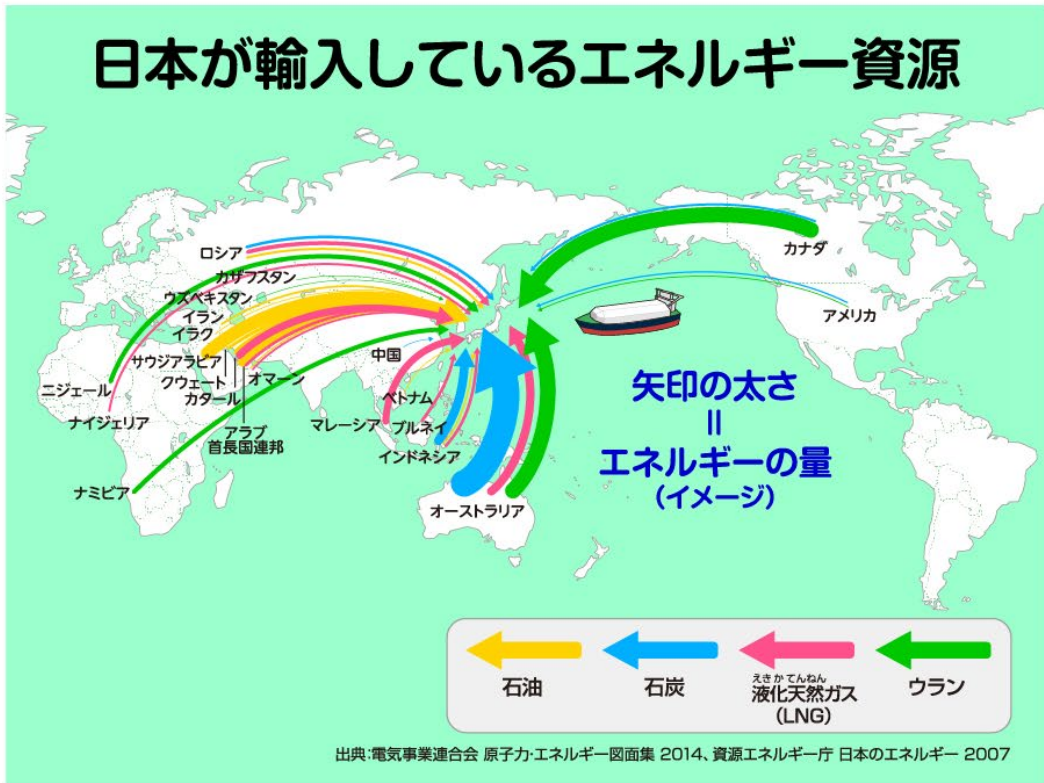 日本が輸入しているエネルギー資源
ロシア
カザフスタン
ウズベキスタン
イラン
イラク
サウジアラビア
クウェート
カタール
オマーン
アラブ
首長国連邦
ニジェール
ナイジェリア
ナミビア
中国
ベトナム
マレーシア
ブルネイ
インドネシア
オーストラリア
カナダ
アメリカ
矢印の太さ
=
エネルギーの量
(イメージ)
石油
石炭
えきかてんねん
液化天然ガス
(LNG)
ウラン
出典:電気事業連合会 原子力・エネルギー図面集 2014、資源エネルギー庁 日本のエネルギー 2007